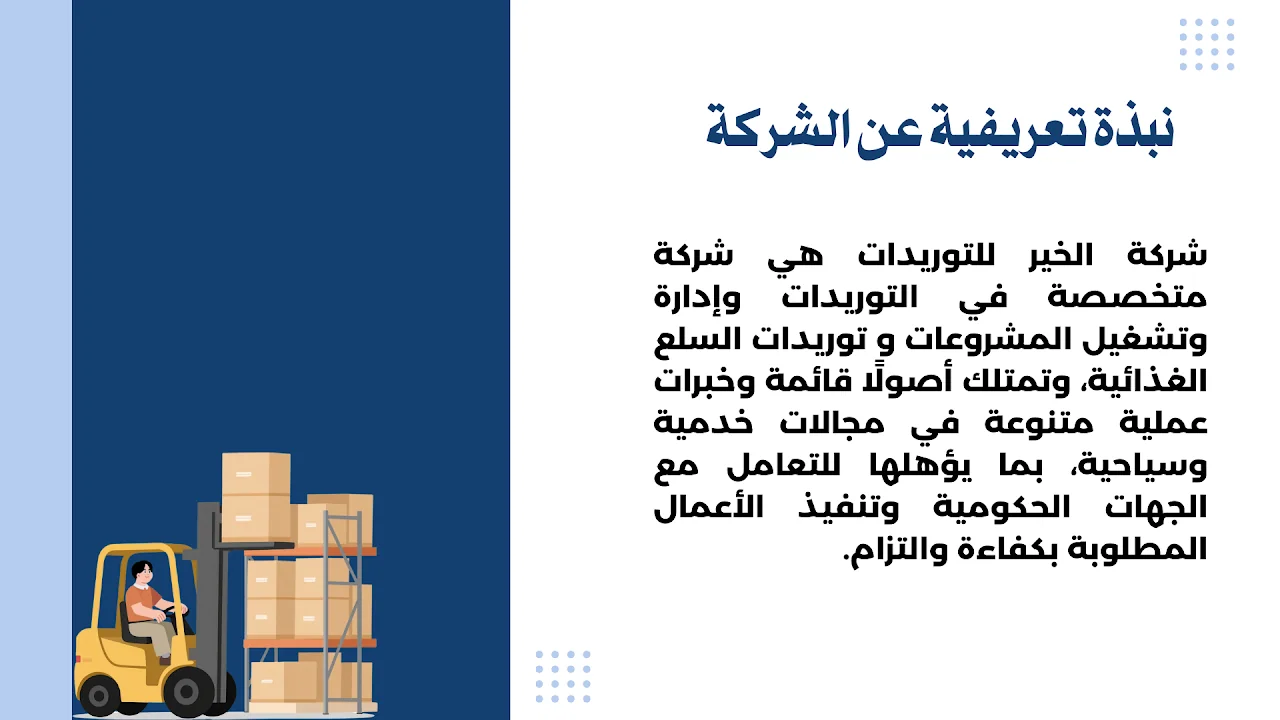 نبذة تعريفية عن الشركة
شركة الخير للتوريدات هي شركة
متخصصة في التوريدات وإدارة
وتشغيل المشروعات و توريدات السلع
الغذائية، وتمتلك أصولًا قائمة وخبرات
عملية متنوعة في مجالات خدمية
وسياحية، بما يؤهلها للتعامل مع
الجهات الحكومية وتنفيذ الأعمال
المطلوبة بكفاءة والتزام.